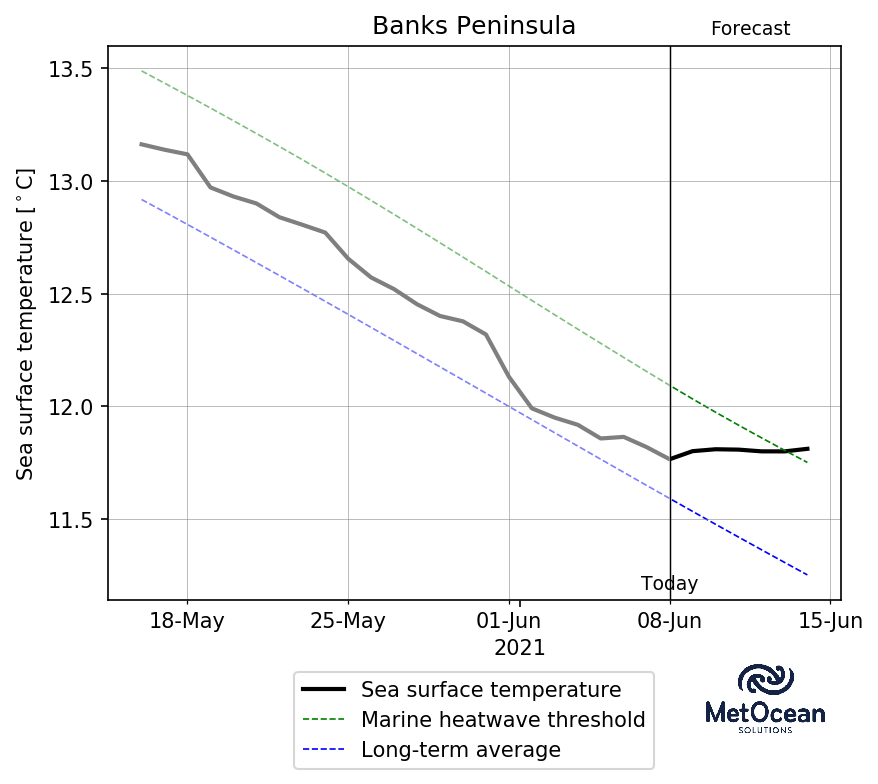 Banks Peninsula
Forecast
Sea surface temperature [°C]
13.5
13.0
12.5
12.0
11.5
Today
18-May
25-May
01-Jun
08-Jun
15-Jun
2021
Sea surface temperature
Marine heatwave threshold
Long-term average
MetOcean
SOLUTIONS